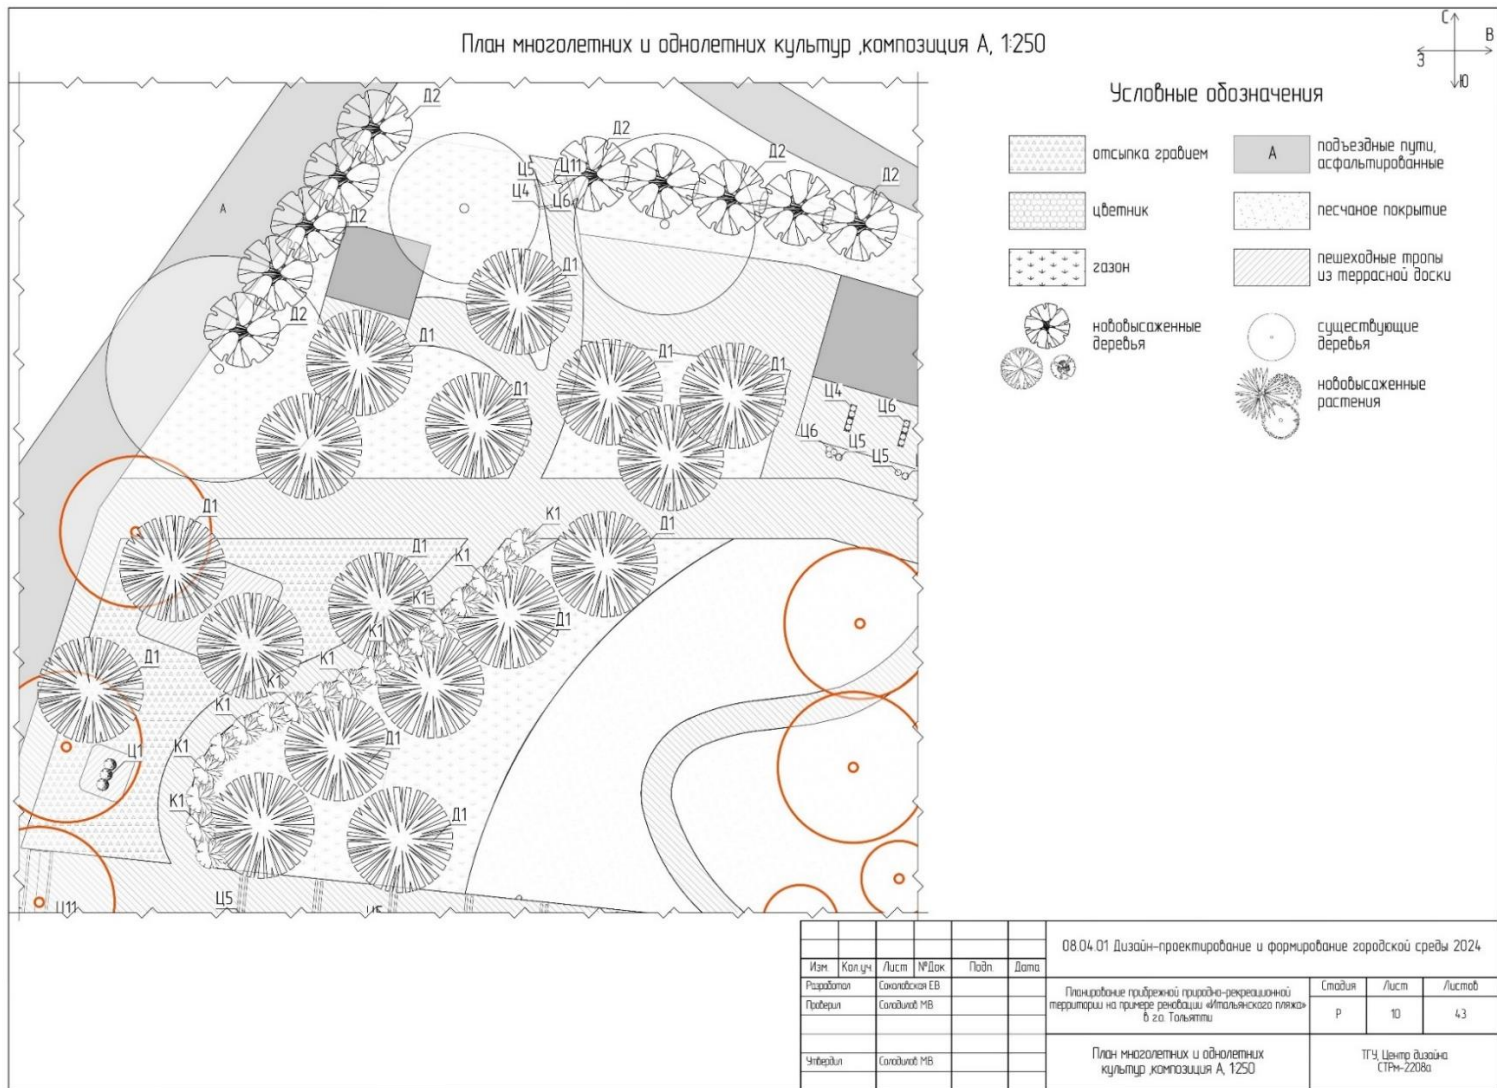 С
В
З
Ю
План многолетних и однолетних культур ,композиция А, 1:250
Условные обозначения
отсыпка гравием
А
подъездные пути,
асфальтированные
цветник
песчаное покрытие
газон
пешеходные тропы
из террасной доски
нововысаженные
деревья
существующие
деревья
нововысаженные
растения
Д2
Д2
Д2
Д2
Ц5
Ц11
Ц4
Ц6
А
Д2
Д1
Д2
Д1
Д1
Д1
Д1
Ц4
Ц6
Ц6
Ц5
Ц5
Д1
К1
Д1
Д1
К1
К1
Д1
К1
Д1
К1
К1
К1
Д1
К1
Ц1
К1
Д1
Ц5
Ц11
Ц5
08.04.01 Дизайн-проектирование и формирование городской среды 2024
Изм. Кол.уч Лист №Док Подп. Дата
Разработал Соколовская ЕВ
Проверил Солодилов МВ
Утвердил Солодилов МВ
Планирование прибрежной природно-рекреационной
территории на примере реновации «Итальянского пляжа»
в г.о. Тольятти
Стадия Лист Листов
Р 10 43
План многолетних и однолетних
культур ,композиция А, 1:250
ТГУ, Центр дизайна
СТРм-2208а